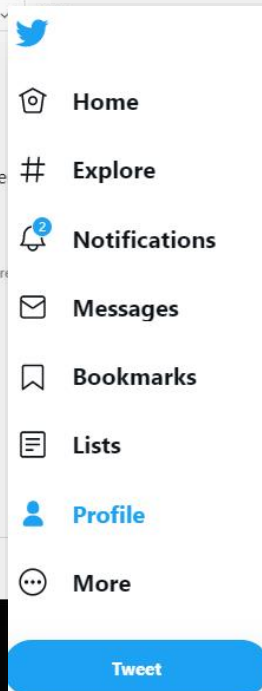 Home
Explore
2
Notifications
Messages
Bookmarks
Lists
Profile
More
Tweet